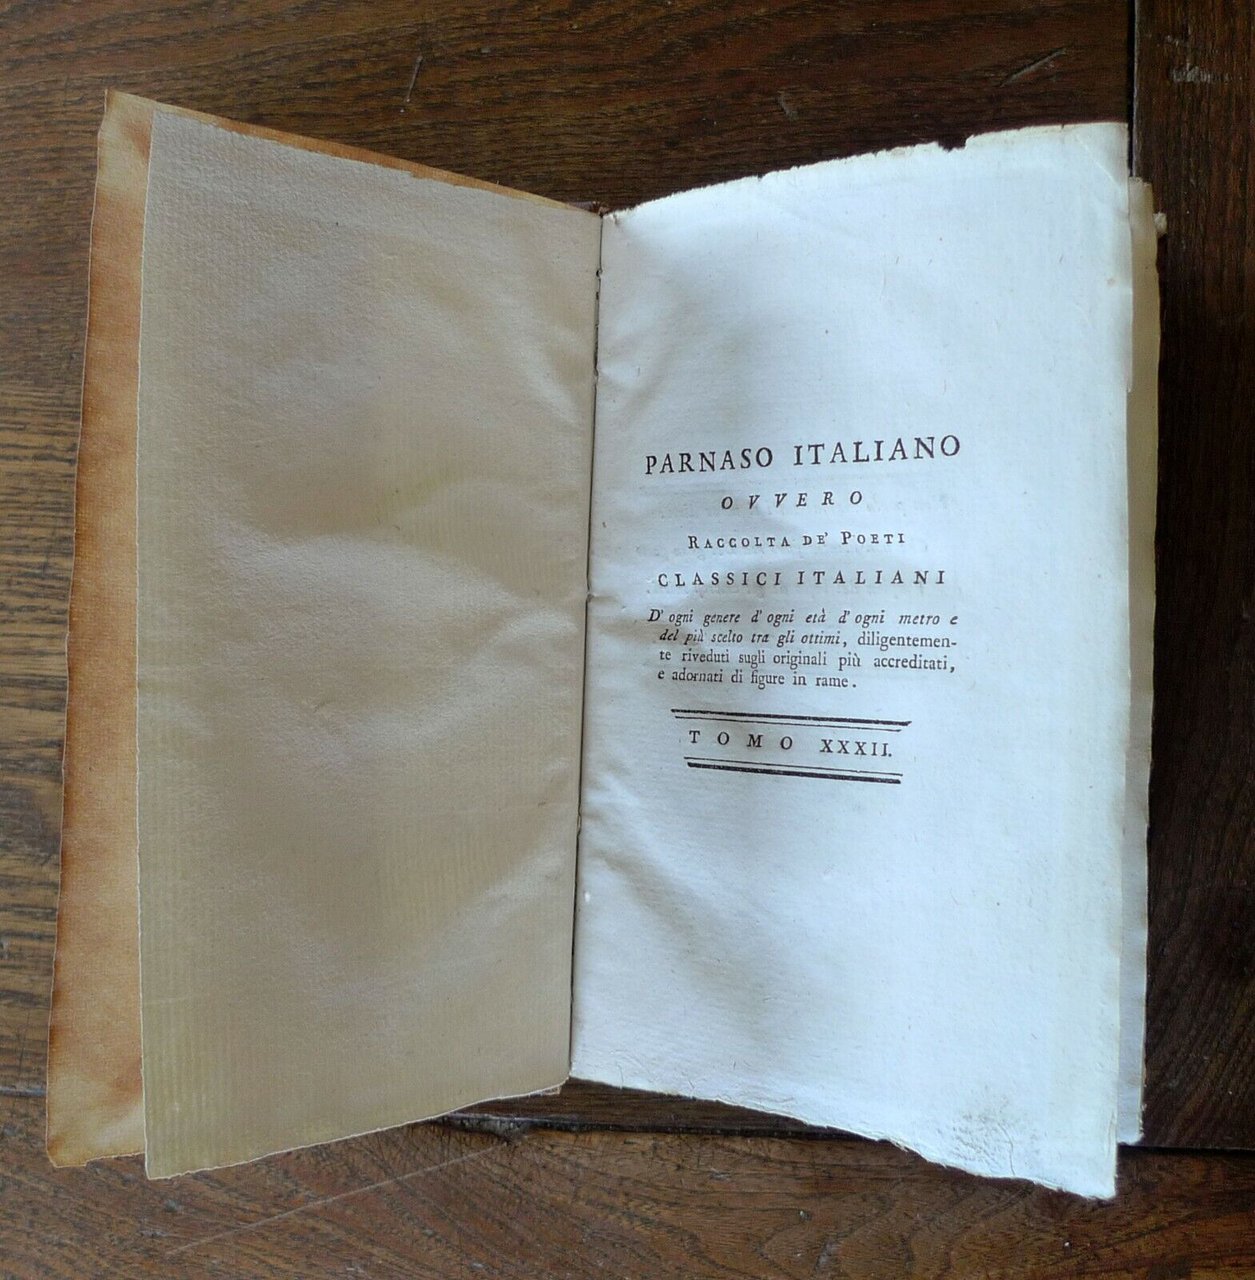 PARNASO ITALIANO
OVVERO
RACCOLTA DE' POETI
CLASSICI ITALIANI
D'ogni genere d'ogni età d'ogni metro e
del più scelto tra gli ottimi, diligentemen-
te riveduti sugli originali più accreditati,
e adornati di figure in rame.
TOMO XXXII.